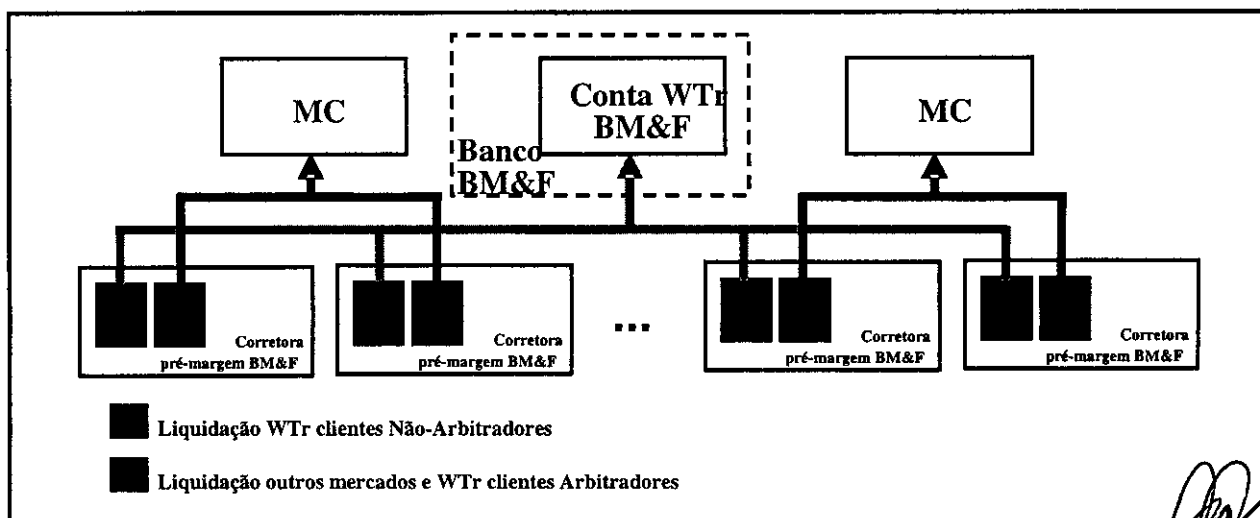 MC
Conta WTr
BM&F
MC
Banco
BM&F
Corretora
pré-margem BM&F
Corretora
pré-margem BM&F
...
Corretora
pré-margem BM&F
Corretora
pré-margem BM&F
Liquidação WTr clientes Não-Arbitradores
Liquidação outros mercados e WTr clientes Arbitradores